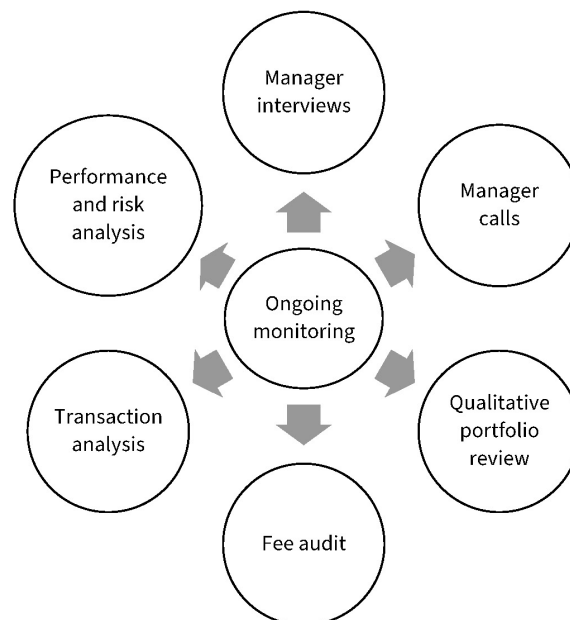 Manager
interviews
Performance
and risk
analysis
Manager
calls
Ongoing
monitoring
Transaction
analysis
Qualitative
portfolio
review
Fee audit